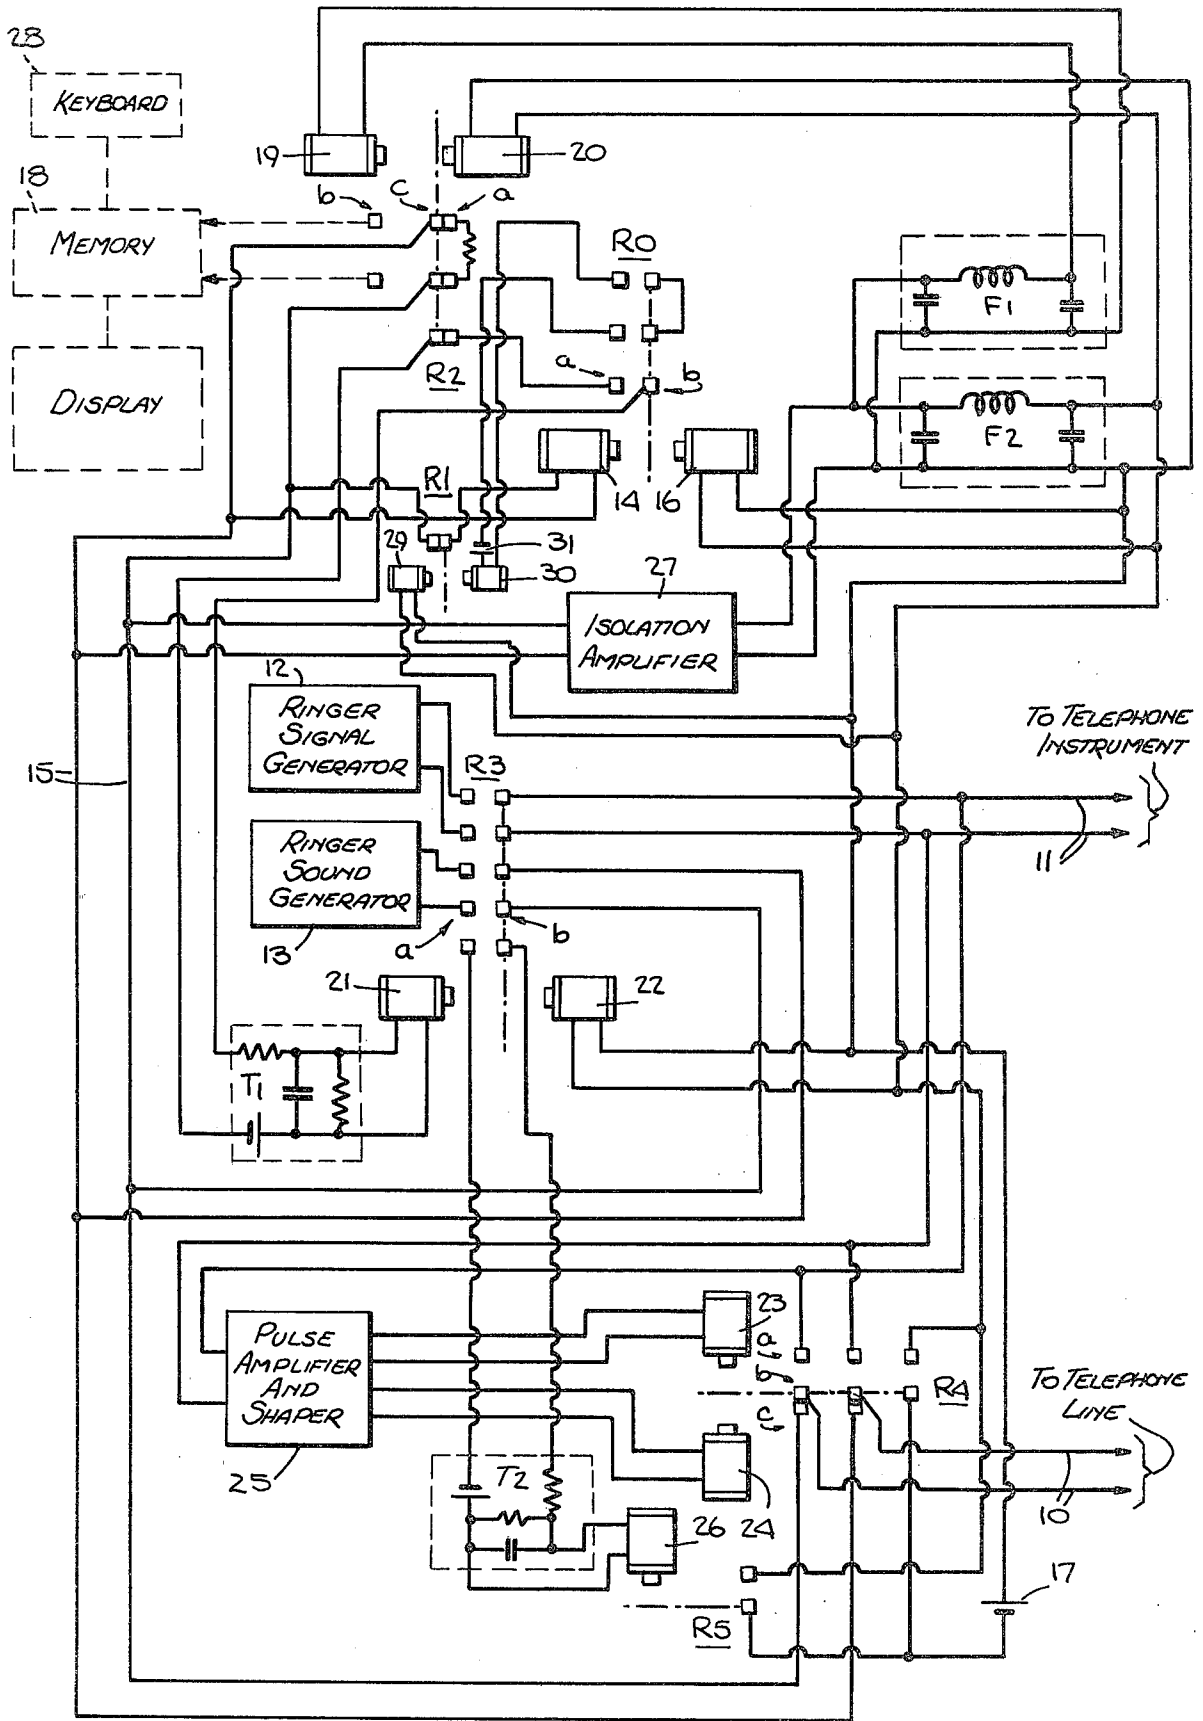 28
KEYBOARD
19
20
18
b
c
a
MEMORY
R0
F1
R2
a
b
DISPLAY
F2
R1
14
16
29
31
30
27
ISOLATION
AMPLIFIER
12
RINGER
SIGNAL
GENERATOR
TO TELEPHONE
INSTRUMENT
15
R3
11
RINGER
SOUND
GENERATOR
13
a
b
21
22
T1
23
PULSE
AMPLIFIER
AND
SHAPER
a
b
R4
c
TO TELEPHONE
LINE
25
T2
24
10
26
17
R5